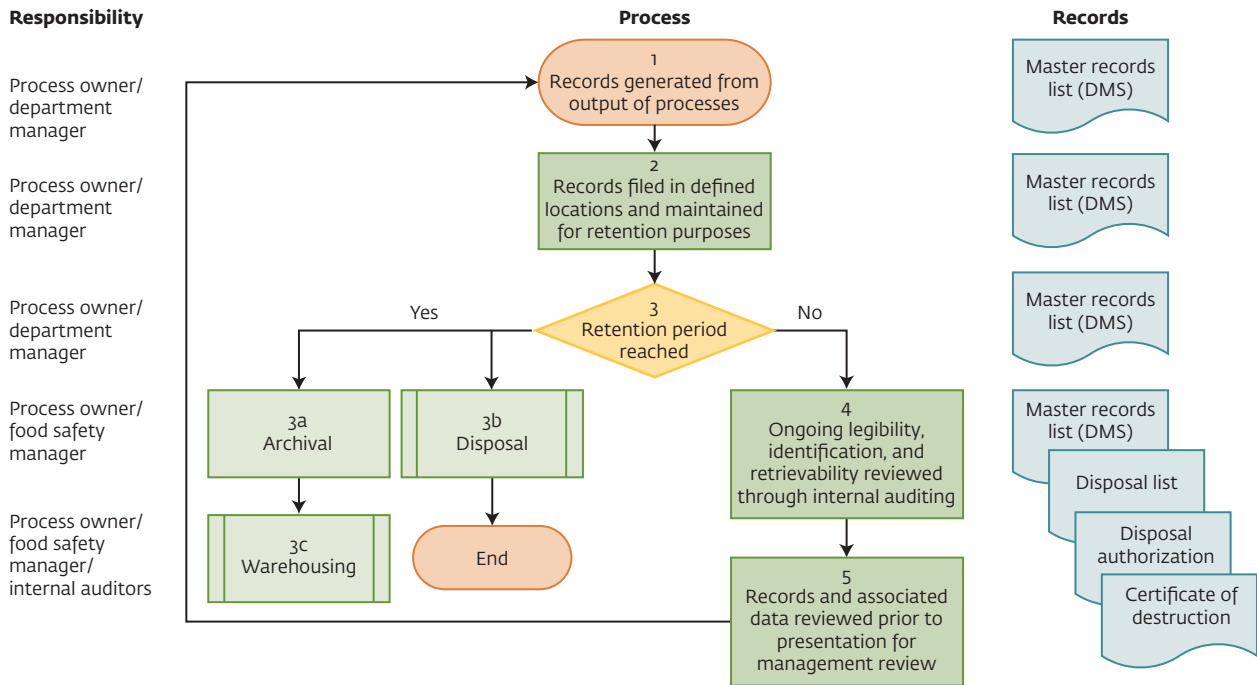 Responsibility
Process
Records
Process owner/
department
manager
1
Records generated from
output of processes
Master records
list (DMS)
Process owner/
department
manager
2
Records filed in defined
locations and maintained
for retention purposes
Master records
list (DMS)
Process owner/
department
manager
Yes
3
Retention period
reached
No
Master records
list (DMS)
Process owner/
food safety
manager
3a
Archival
3b
Disposal
4
Ongoing legibility,
identification, and
retrievability reviewed
through internal auditing
Master records
list (DMS)
Disposal list
Process owner/
food safety
manager/
internal auditors
3c
Warehousing
End
5
Records and associated
data reviewed prior to
presentation for
management review
Disposal
authorization
Certificate of
destruction